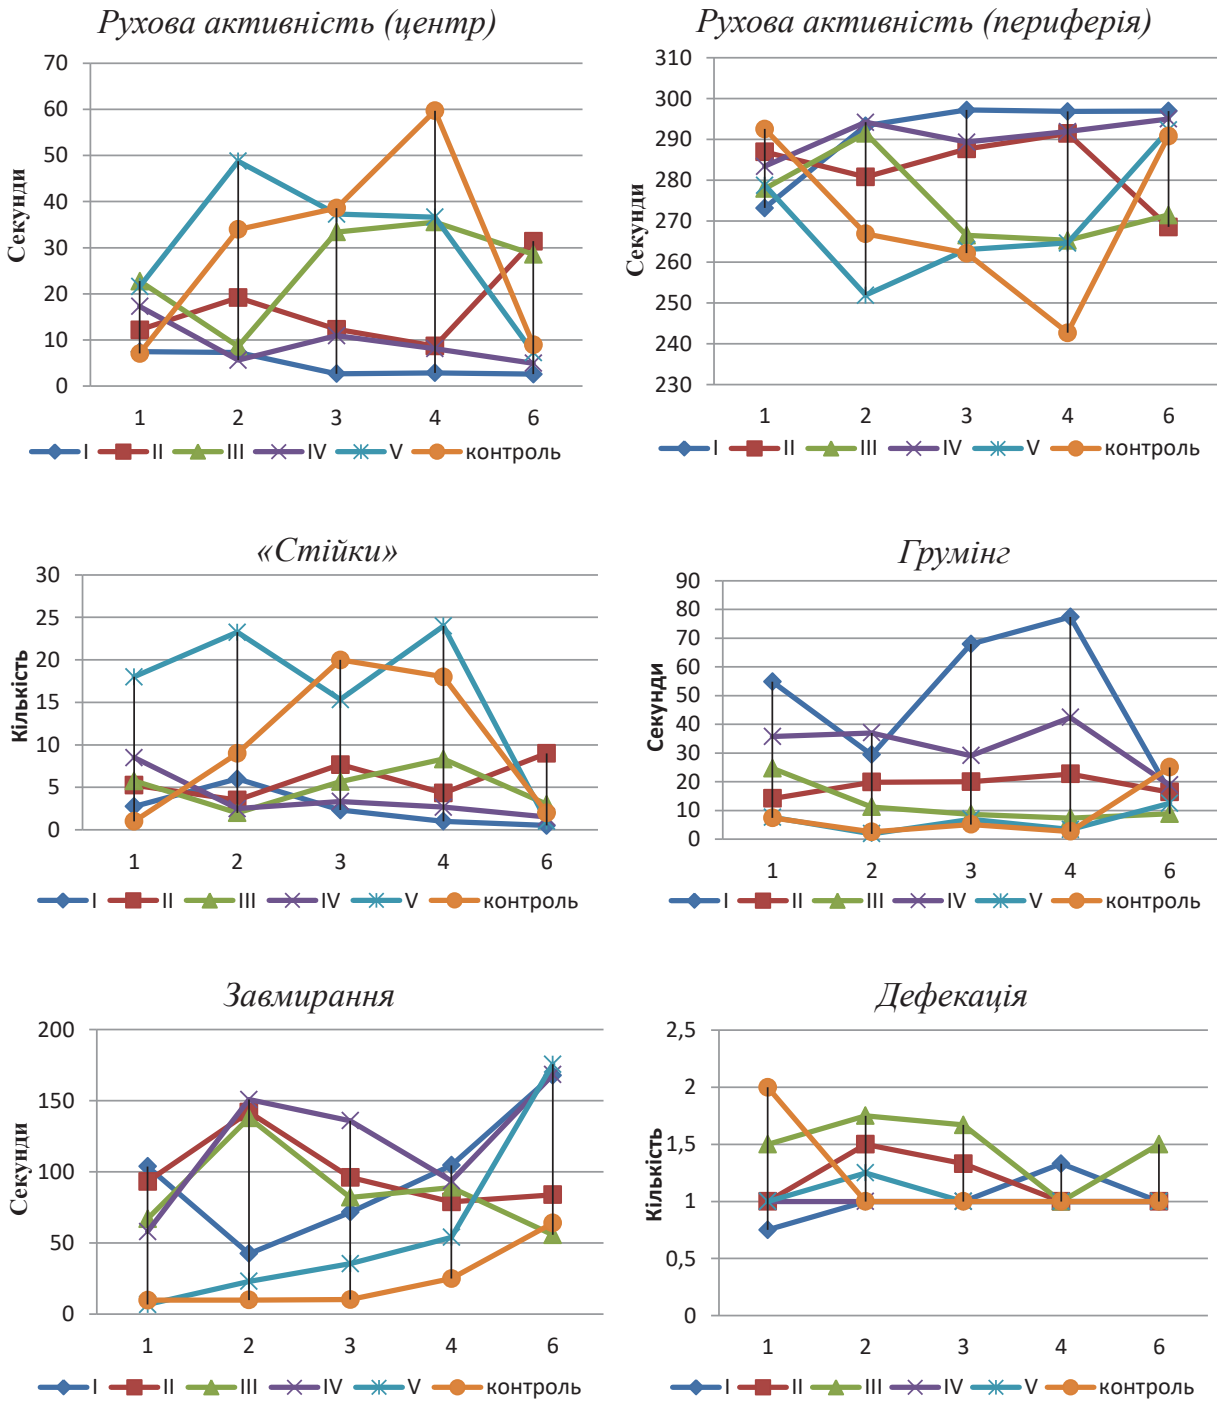 Рухова активність (центр)
70
60
50
40
30
20
10
0
Секунди
1 2 3 4 6
I II III IV V контроль
Рухова активність (периферія)
310
300
290
280
270
260
250
240
230
Секунди
1 2 3 4 6
I II III IV V контроль
«Стійки»
30
25
20
15
10
5
0
Кількість
1 2 3 4 6
I II III IV V контроль
Грумінг
90
80
70
60
50
40
30
20
10
0
Секунди
1 2 3 4 6
I II III IV V контроль
Завмирання
200
150
100
50
0
Секунди
1 2 3 4 6
I II III IV V контроль
Дефекація
2,5
2
1,5
1
0,5
0
Кількість
1 2 3 4 6
I II III IV V контроль